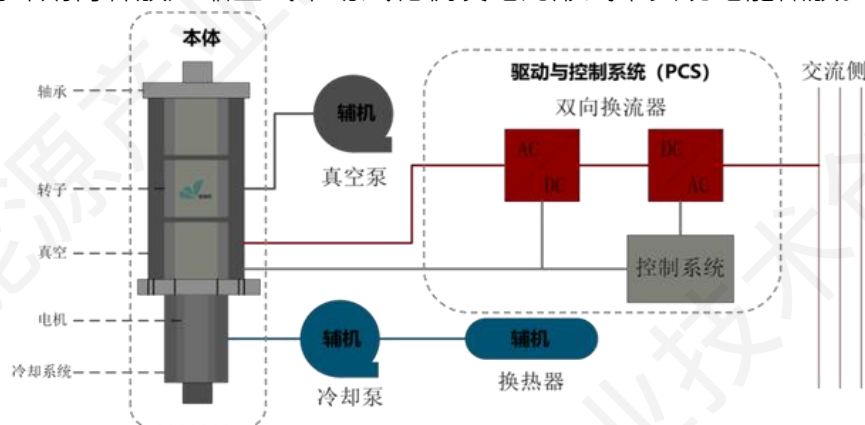 本体
驱动与控制系统（PCS）
交流侧
双向换流器
轴承
辅机
真空泵
AC
DC
DC
AC
转子
真空
控制系统
电机
辅机
辅机
冷却系统
冷却泵
换热器